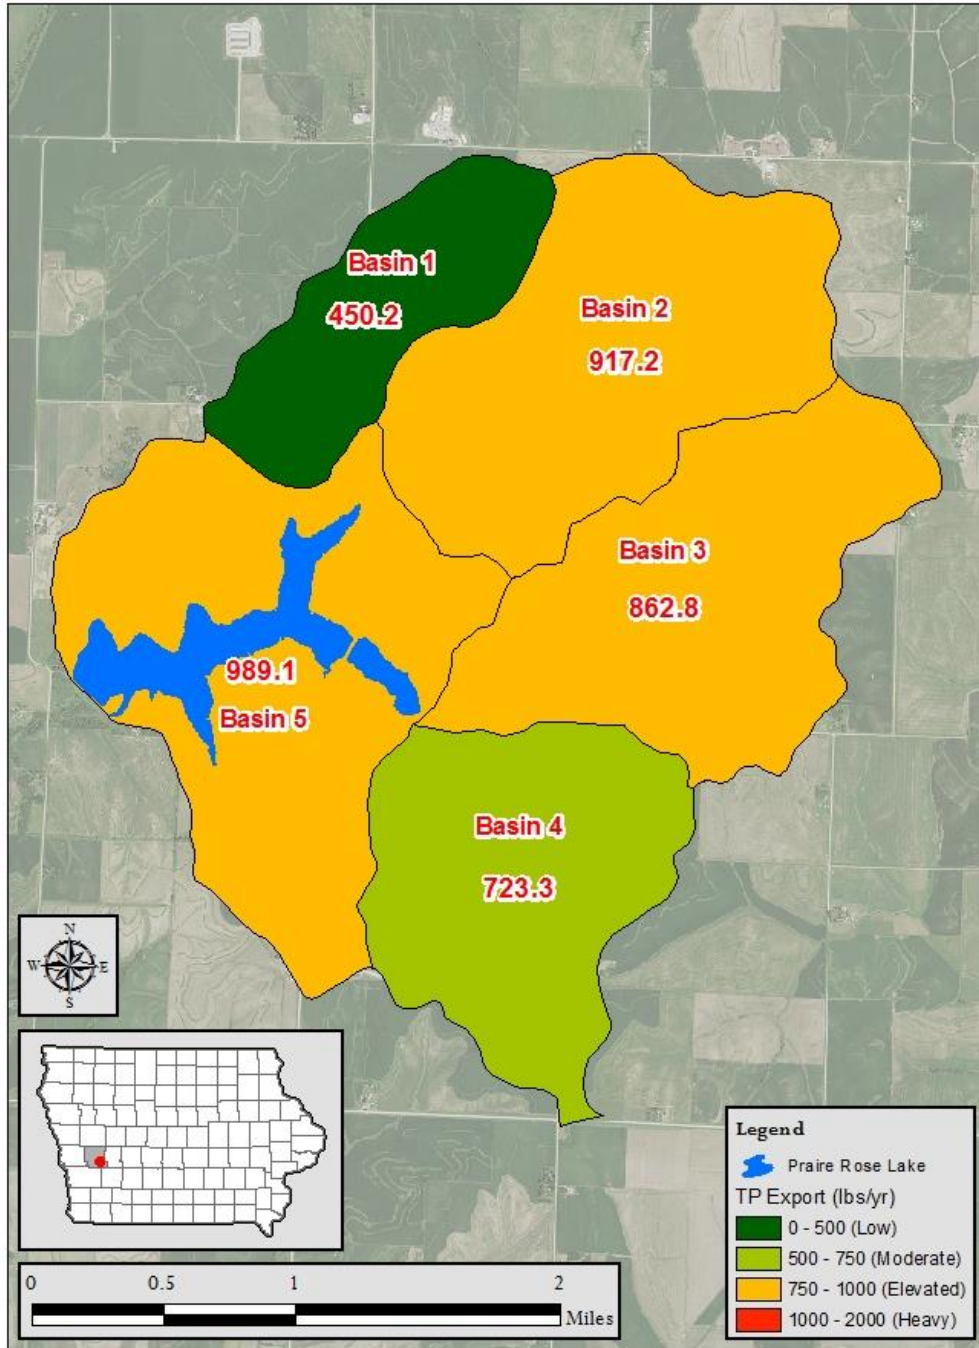 Basin 1
450.2
Basin 2
917.2
Basin 3
862.8
989.1
Basin 5
Basin 4
723.3
N
W E
S
Legend
Praire Rose Lake
TP Export (lbs/yr)
0 - 500 (Low)
500 - 750 (Moderate)
750 - 1000 (Elevated)
1000 - 2000 (Heavy)
0 0.5 1 2
Miles